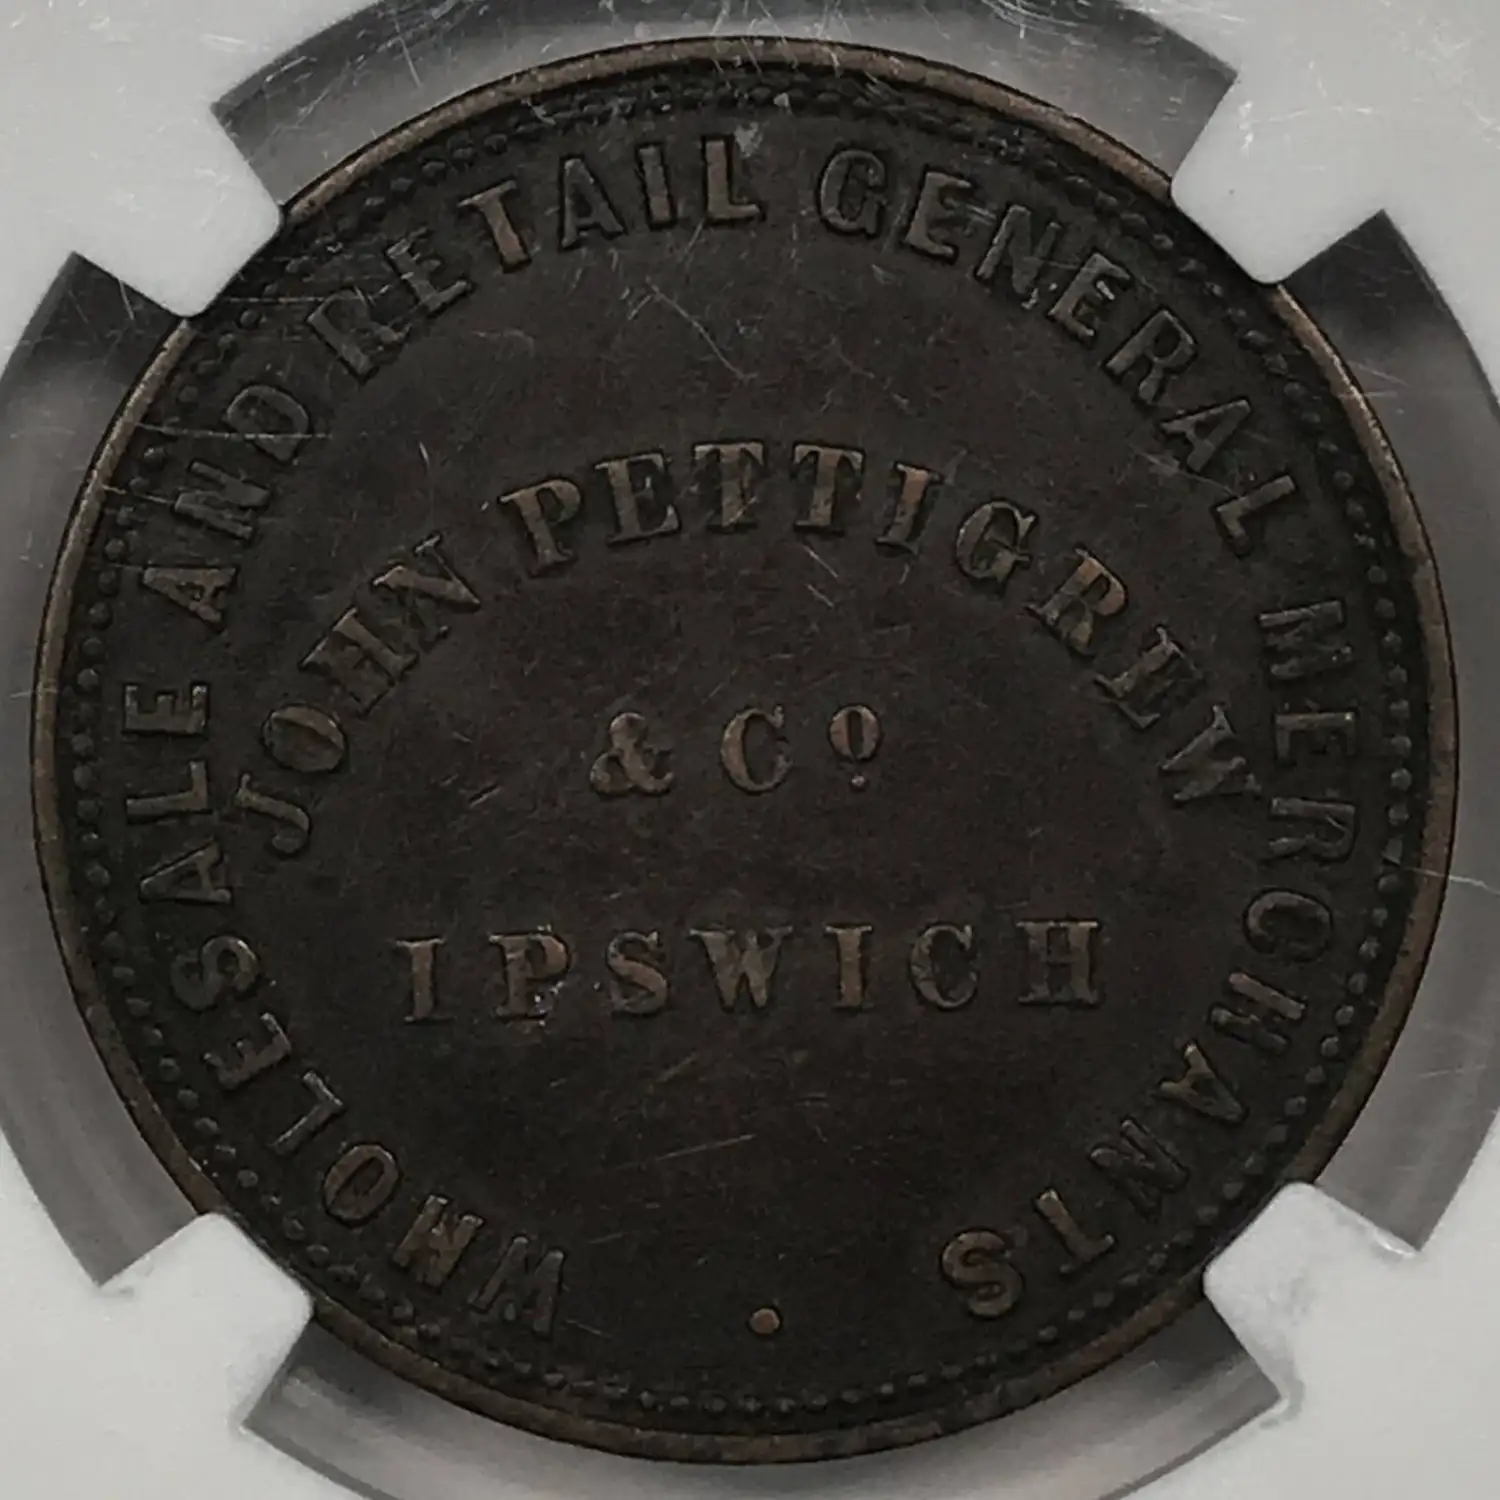 WHOLESALE AND RETAIL GENERAL MERCHANTS
JOHN PETTIGREW
& Cº
IPSWICH